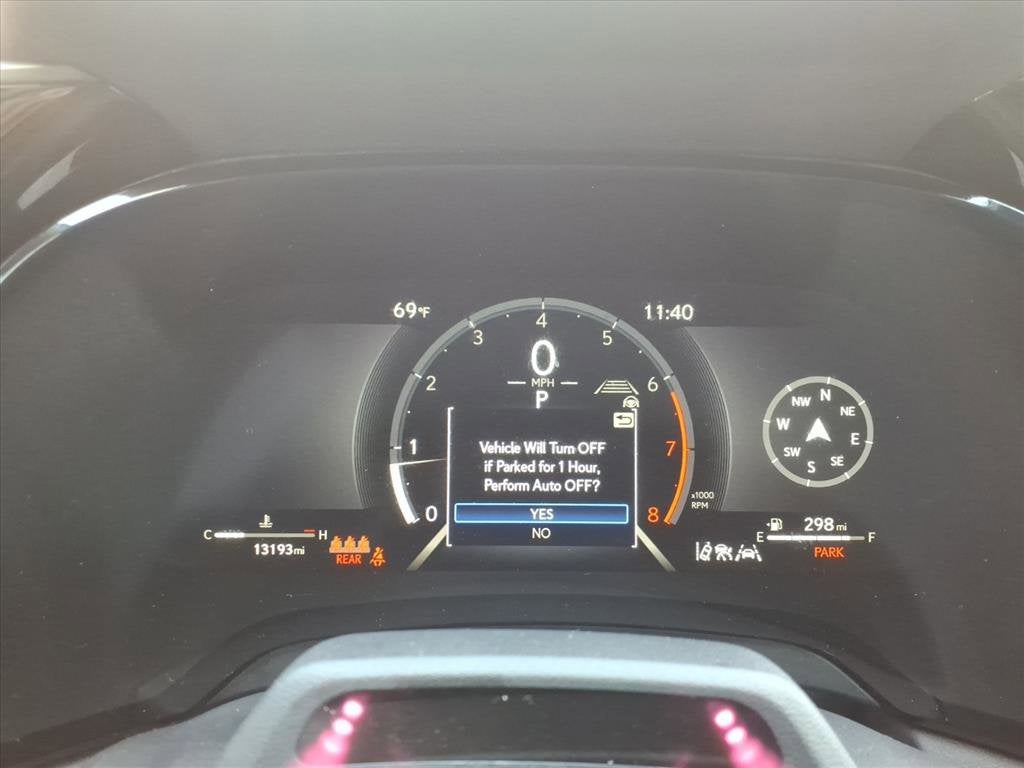 69°F
11:40
0
MPH
P
0
1
2
3
4
5
6
7
8
x1000
RPM
Vehicle Will Turn OFF
if Parked for 1 Hour,
Perform Auto OFF?
YES
NO
N
NE
E
SE
S
SW
W
NW
C H
13193mi
REAR
298 mi
E F
PARK